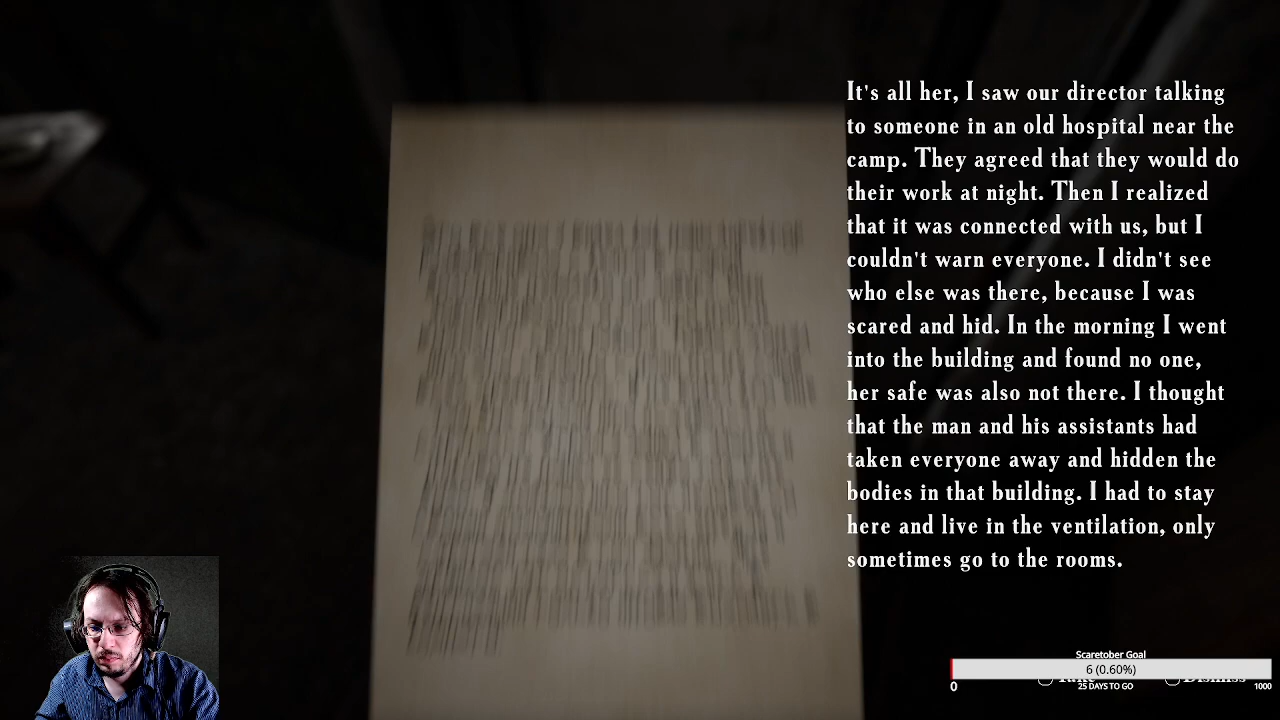 It's all her, I saw our director talking
to someone in an old hospital near the
camp. They agreed that they would do
their work at night. Then I realized
that it was connected with us, but I
couldn't warn everyone. I didn't see
who else was there, because I was
scared and hid. In the morning I went
into the building and found no one,
her safe was also not there. I thought
that the man and his assistants had
taken everyone away and hidden the
bodies in that building. I had to stay
here and live in the ventilation, only
sometimes go to the rooms.
Scaretober Goal
6 (0.60%)
0 25 DAYS TO GO 1000